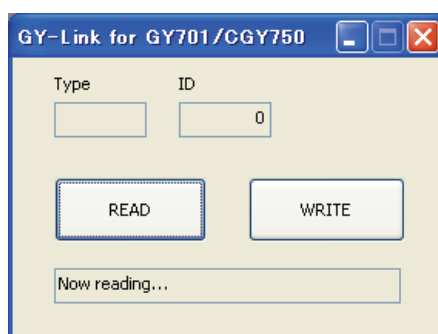 GY-Link for GY701/CGY750
Type ID
0
READ WRITE
Now reading...